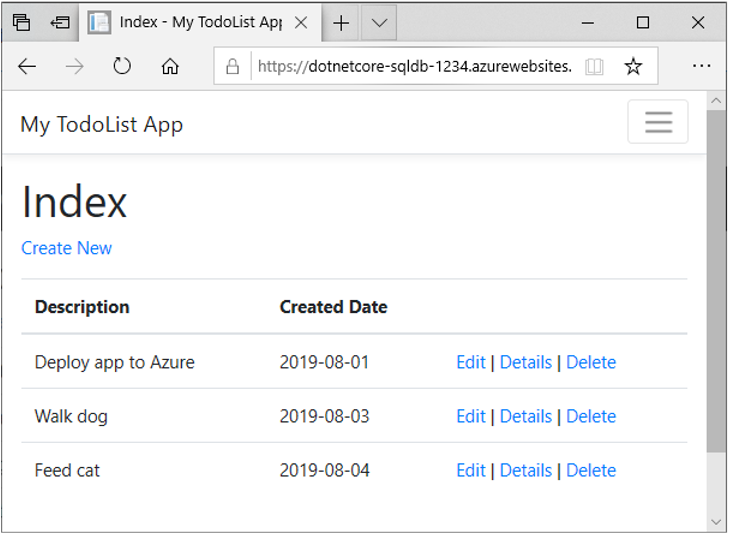 Index - My TodoList App
https://dotnetcore-sqldb-1234.azurewebsites.
My TodoList App
Index
Create New
Description Created Date
Deploy app to Azure 2019-08-01 Edit | Details | Delete
Walk dog 2019-08-03 Edit | Details | Delete
Feed cat 2019-08-04 Edit | Details | Delete